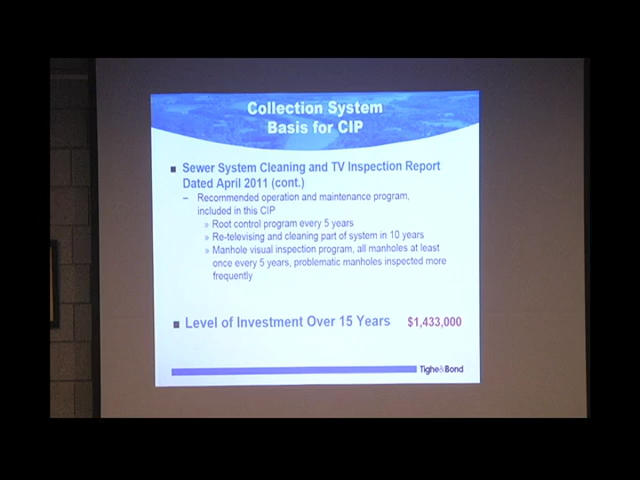 Collection System
Basis for CIP
■ Sewer System Cleaning and TV Inspection Report
Dated April 2011 (cont.)
– Recommended operation and maintenance program,
included in this CIP
» Root control program every 5 years
» Re-televising and cleaning part of system in 10 years
» Manhole visual inspection program, all manholes at least
once every 5 years, problematic manholes inspected more
frequently
■ Level of Investment Over 15 Years $1,433,000
Tighe&Bond